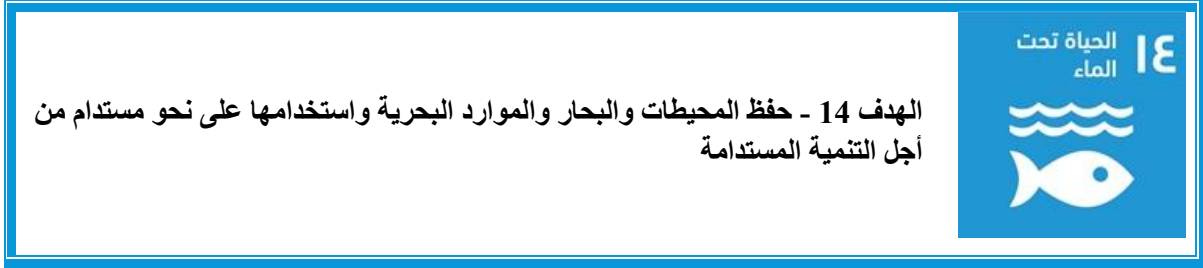 ١٤ الحياة تحت
الماء
الهدف 14 - حفظ المحيطات والبحار والموارد البحرية واستخدامها على نحو مستدام من
أجل التنمية المستدامة